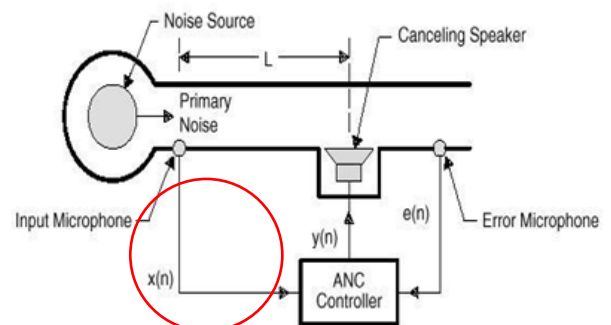 Noise Source
Canceling Speaker
L
Primary
Noise
Input Microphone
e(n)
Error Microphone
y(n)
x(n)
ANC
Controller